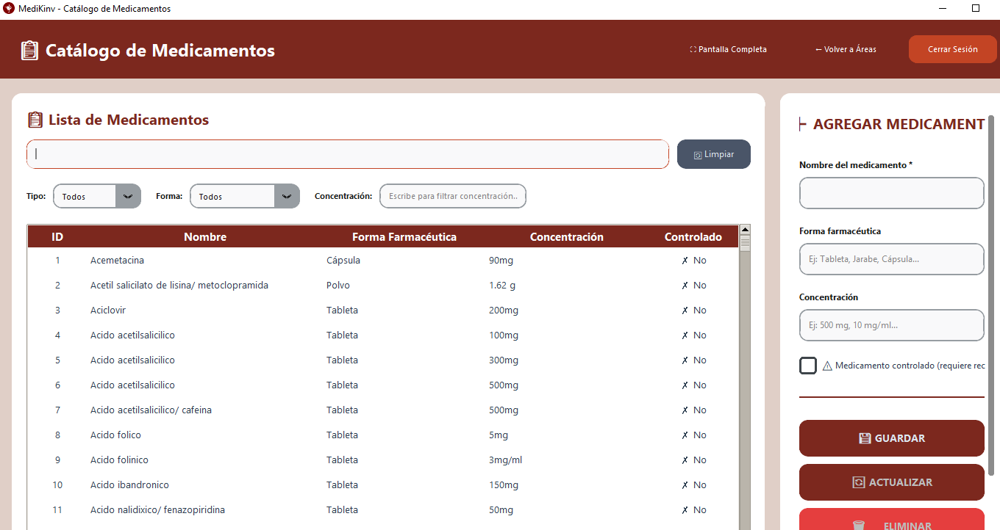 MediKinv - Catálogo de Medicamentos
Catálogo de Medicamentos
Pantalla Completa
← Volver a Áreas
Cerrar Sesión
Lista de Medicamentos
Limpiar
Tipo: Todos Forma: Todos Concentración: Escribe para filtrar concentración..
ID Nombre Forma Farmacéutica Concentración Controlado
1 Acemetacina Cápsula 90mg ✗ No
2 Acetil salicilato de lisina/ metoclopramida Polvo 1.62 g ✗ No
3 Aciclovir Tableta 200mg ✗ No
4 Acido acetilsalicilico Tableta 100mg ✗ No
5 Acido acetilsalicilico Tableta 300mg ✗ No
6 Acido acetilsalicilico Tableta 500mg ✗ No
7 Acido acetilsalicilico/ cafeina Tableta 500mg ✗ No
8 Acido folico Tableta 5mg ✗ No
9 Acido folinico Tableta 3mg/ml ✗ No
10 Acido ibandronico Tableta 150mg ✗ No
11 Acido nalidixico/ fenazopiridina Tableta 50mg ✗ No
AGREGAR MEDICAMENT
Nombre del medicamento *
Forma farmacéutica
Ej: Tableta, Jarabe, Cápsula...
Concentración
Ej: 500 mg, 10 mg/ml...
⚠ Medicamento controlado (requiere rec
GUARDAR
ACTUALIZAR
ELIMINAR